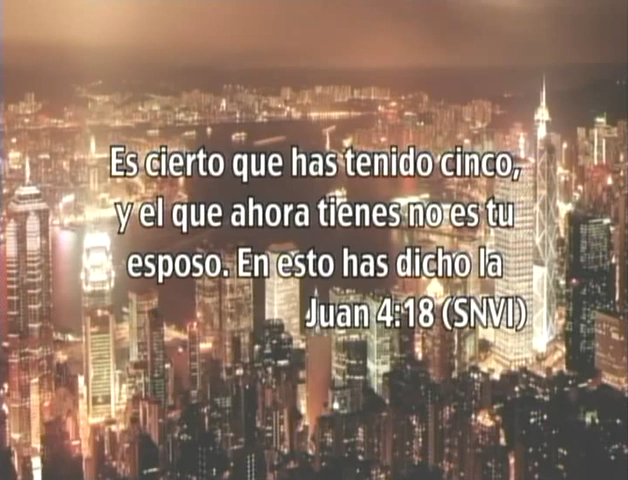 Es cierto que has tenido cinco,
y el que ahora tienes no es tu
esposo. En esto has dicho la
Juan 4:18 (SNVI)